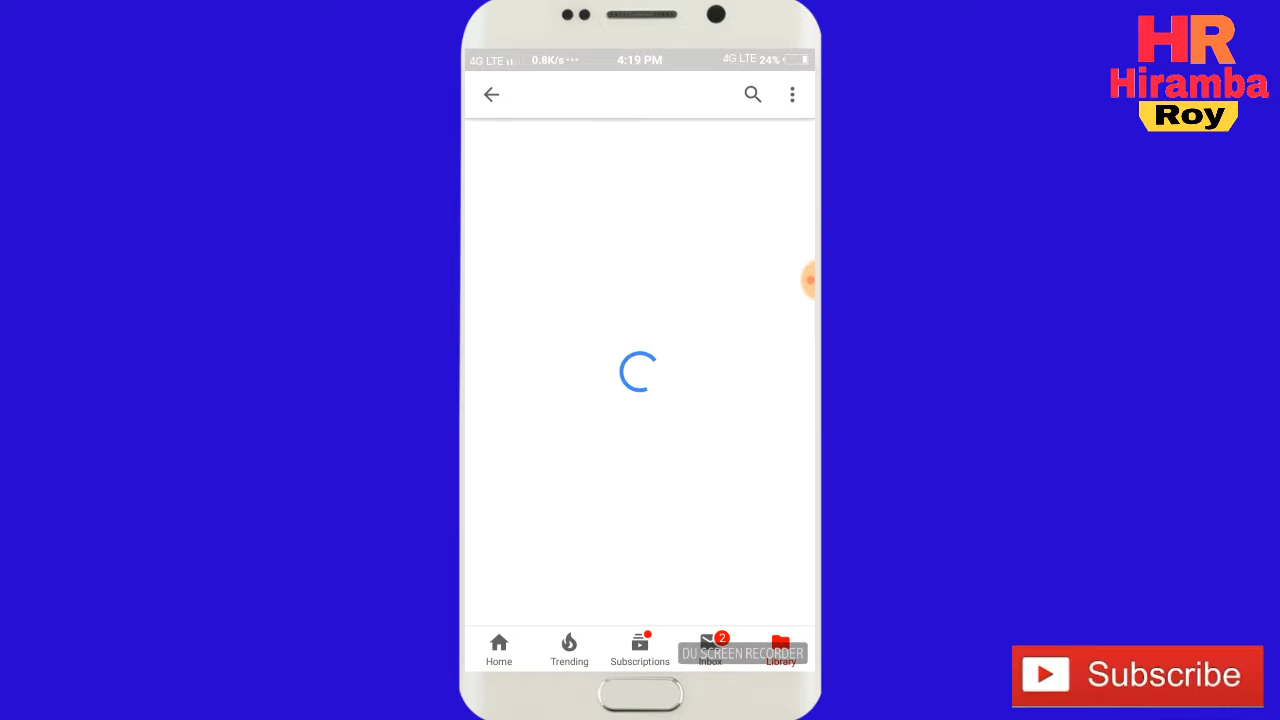 HR
Hiramba
Roy
4G LTE 0.8K/s ••• 4:19 PM 4G LTE 24%
2
Home Trending Subscriptions Inbox Library
DU SCREEN RECORDER
Subscribe